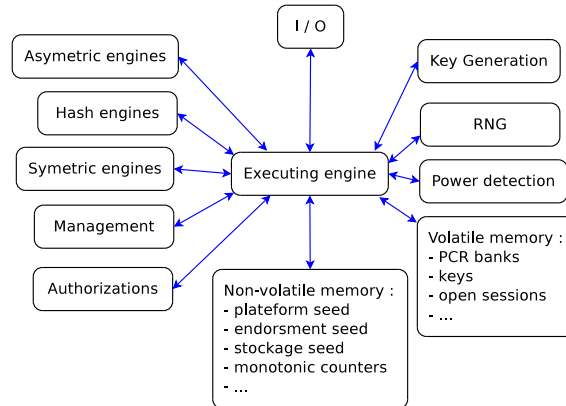 I / O
Asymetric engines
Key Generation
Hash engines
RNG
Symetric engines
Executing engine
Power detection
Management
Authorizations
Volatile memory :
- PCR banks
- keys
- open sessions
- ...
Non-volatile memory :
- plateform seed
- endorsment seed
- stockage seed
- monotonic counters
- ...